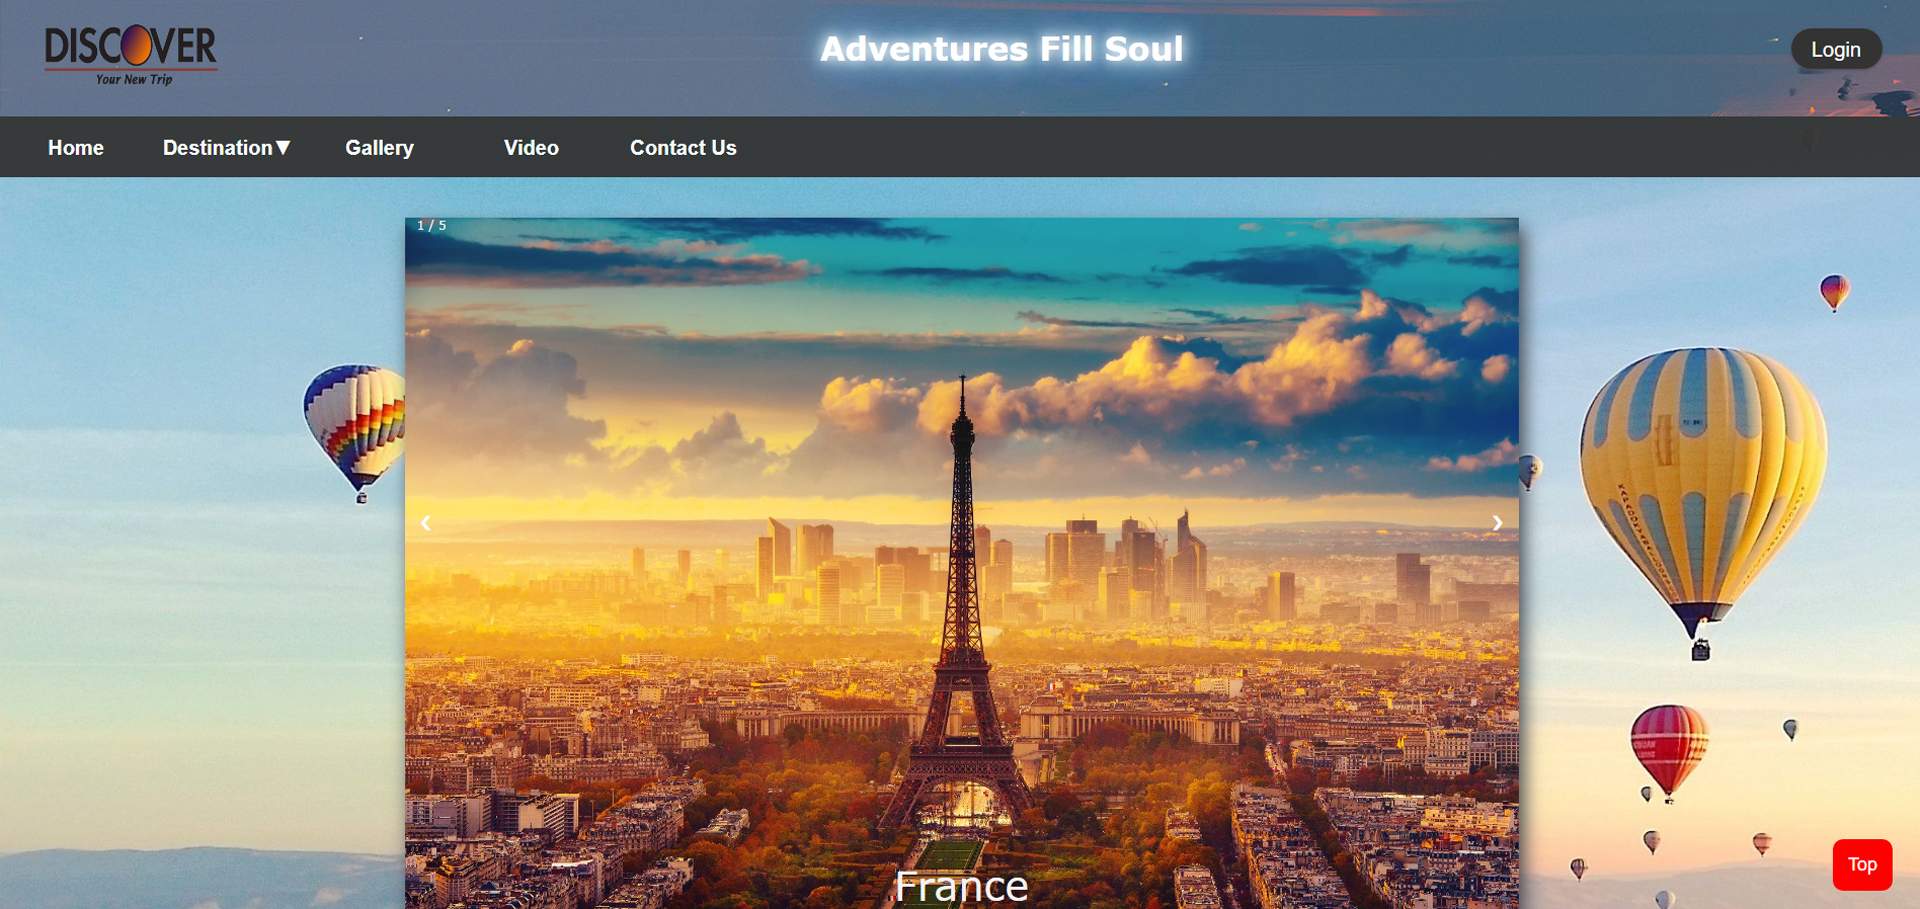 DISCOVER
Your New Trip
Adventures Fill Soul
Login
Home
Destination▼
Gallery
Video
Contact Us
1 / 5
‹
›
France
Top